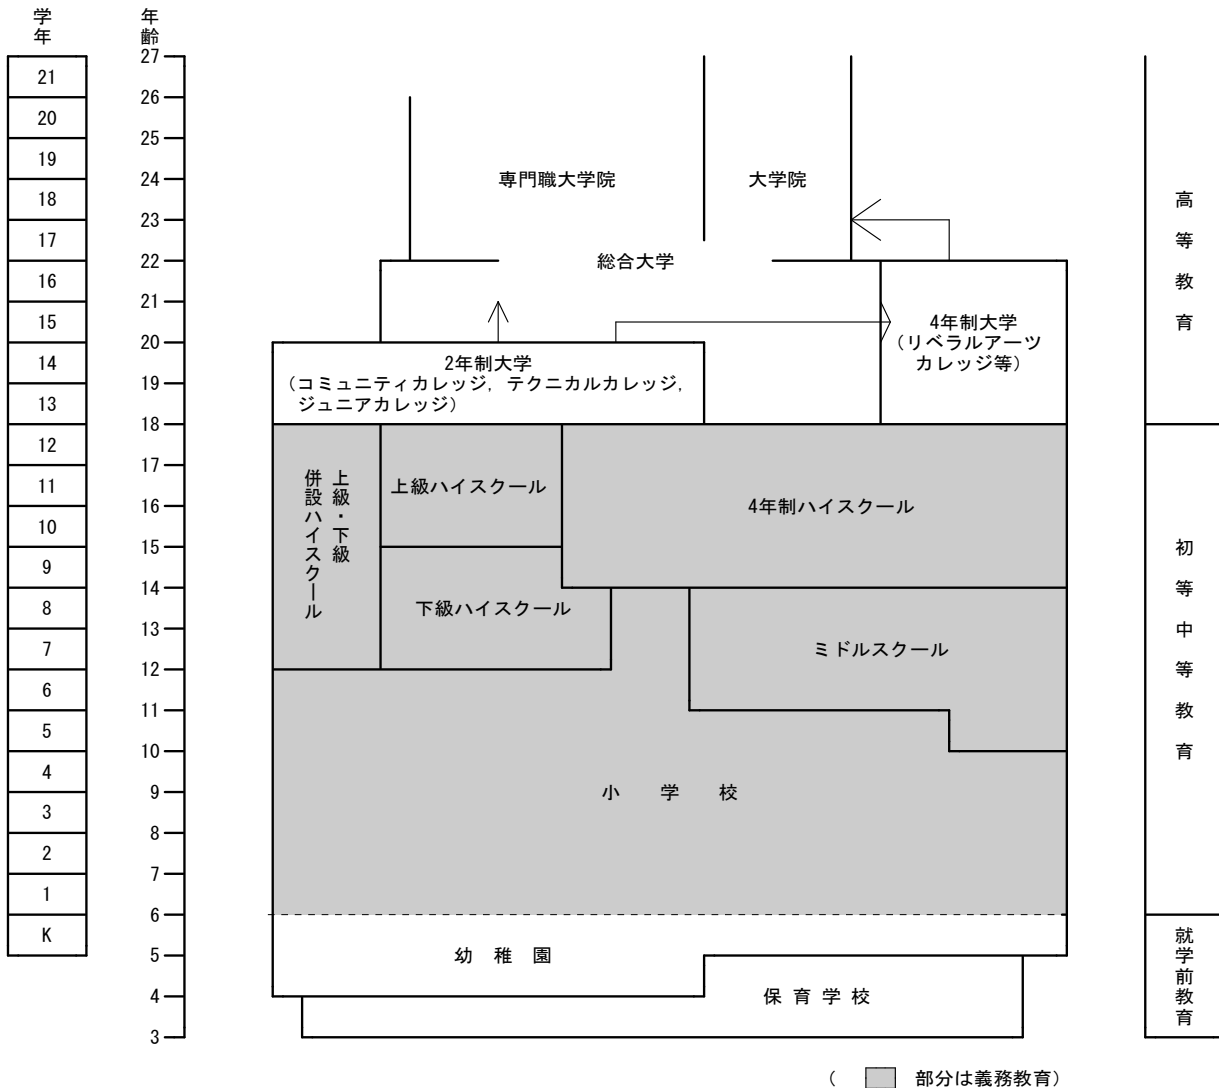 学年
年齢
21
20
19
18
17
16
15
14
13
12
11
10
9
8
7
6
5
4
3
2
1
K
27
26
25
24
23
22
21
20
19
18
17
16
15
14
13
12
11
10
9
8
7
6
5
4
3
専門職大学院
大学院
総合大学
4年制大学
(リベラルアーツ
カレッジ等)
2年制大学
(コミュニティカレッジ,テクニカルカレッジ,
ジュニアカレッジ)
上級・下級
併設ハイスクール
上級ハイスクール
4年制ハイスクール
下級ハイスクール
ミドルスクール
小学校
幼稚園
保育学校
高等教育
初等中等教育
就学前教育
( 部分は義務教育)